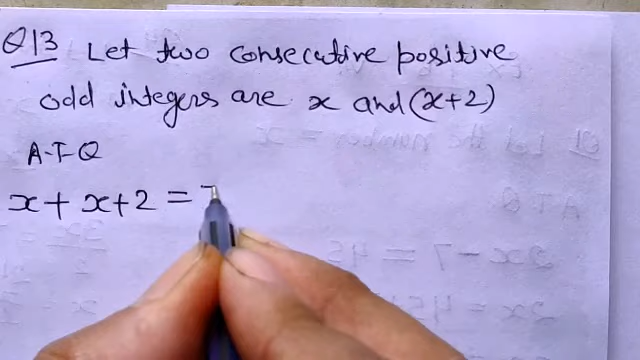 Q13 Let two consecutive positive
odd integers are x and (x+2)
A.T.Q
x + x+2 =